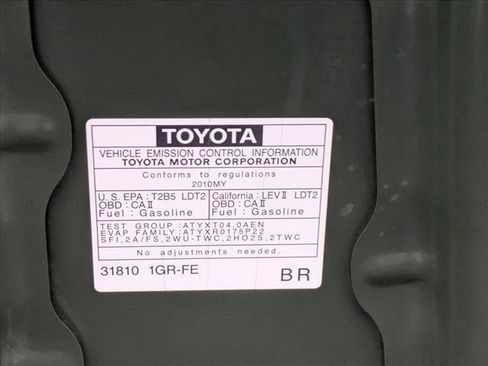 TOYOTA
VEHICLE EMISSION CONTROL INFORMATION
TOYOTA MOTOR CORPORATION
Conforms to regulations
2010MY
U.S. EPA : T2B5 LDT2
OBD : CAⅡ
Fuel : Gasoline
California: LEVⅡ LDT2
OBD : CAⅡ
Fuel : Gasoline
TEST GROUP : ATYXT04.0AEN
EVAP FAMILY: ATYXR0175P22
SFI,2A/FS,2WU-TWC,2HO2S,2TWC
No adjustments needed.
31810 1GR-FE BR